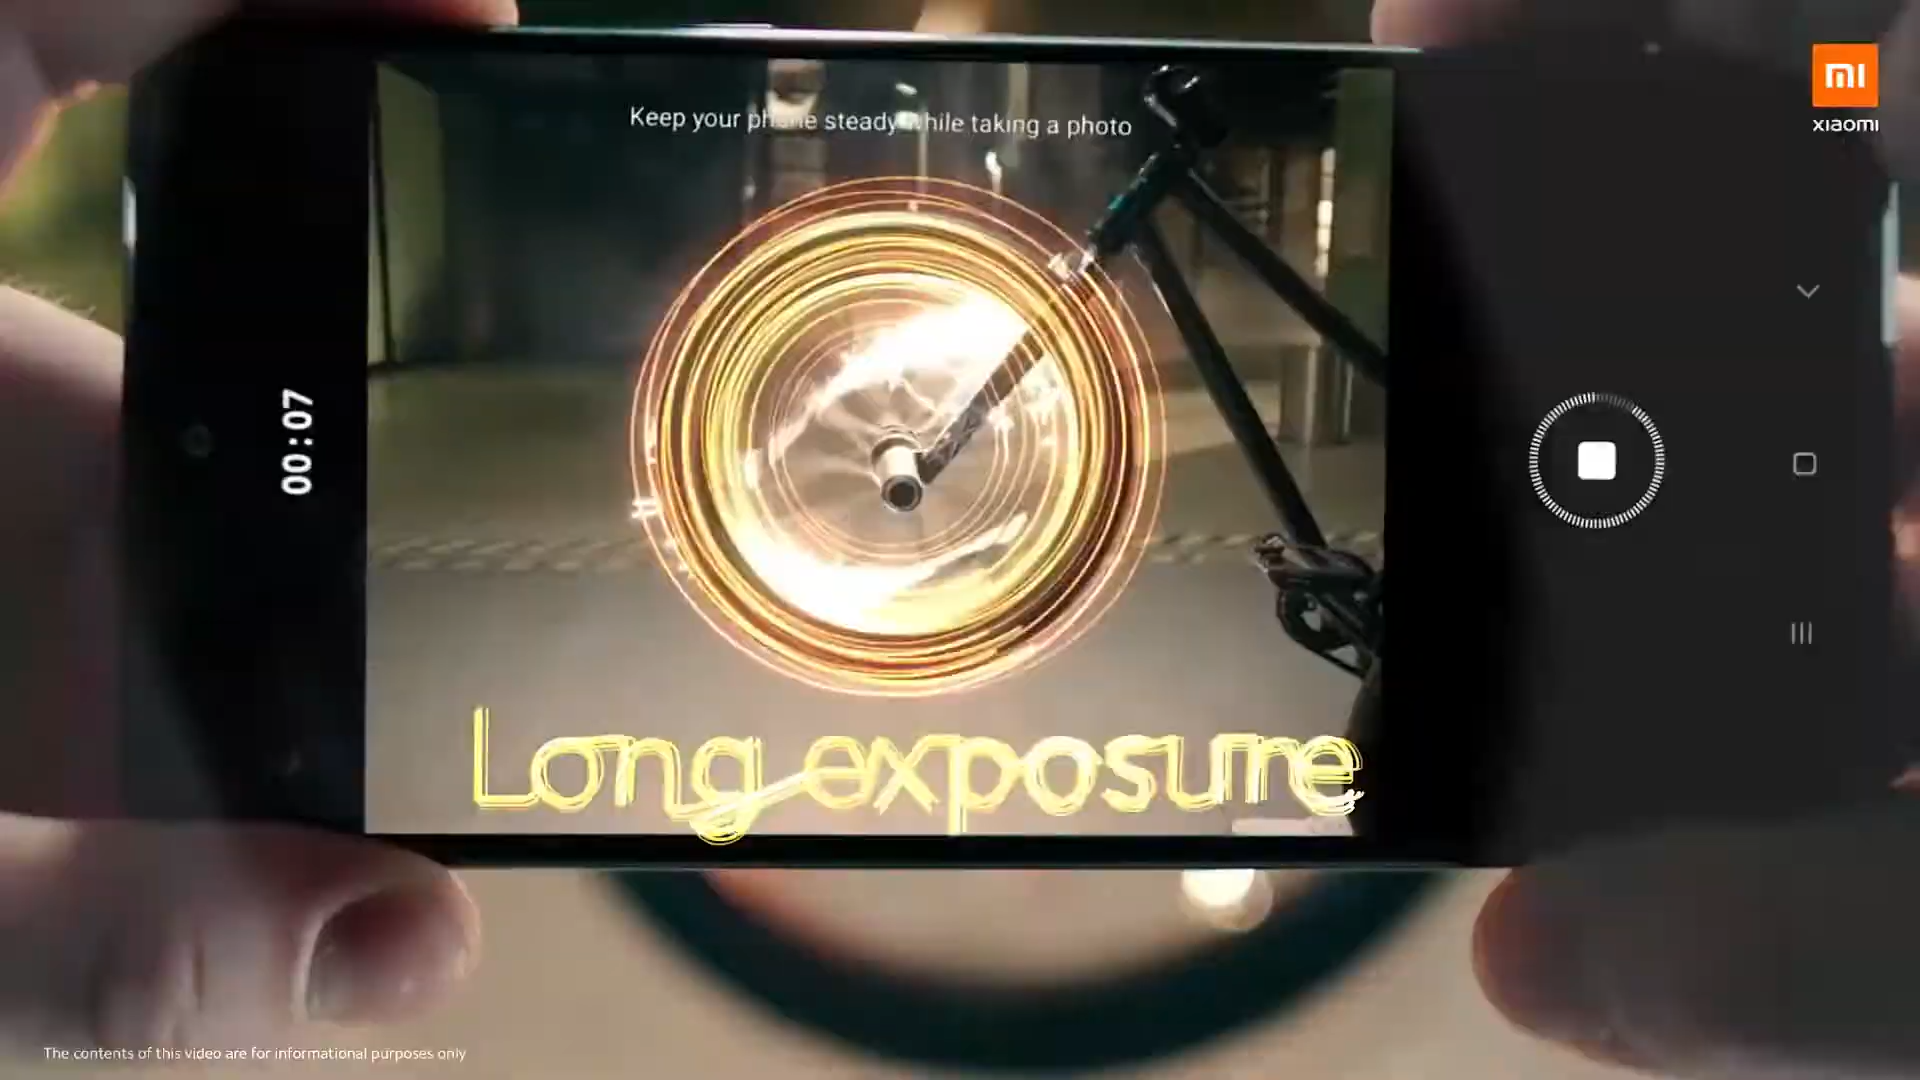 mi
xiaomi
Keep your phone steady while taking a photo
00:07
Long exposure
The contents of this video are for informational purposes only